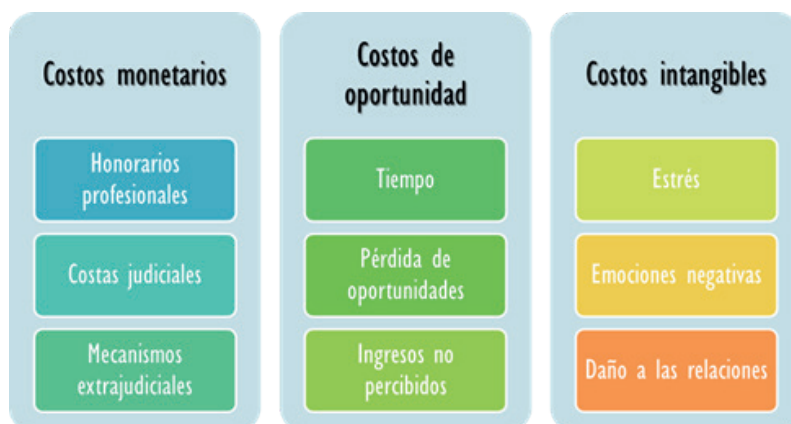 Costos monetarios
Honorarios
profesionales
Costas judiciales
Mecanismos
extrajudiciales
Costos de
oportunidad
Tiempo
Pérdida de
oportunidades
Ingresos no
percibidos
Costos intangibles
Estrés
Emociones negativas
Daño a las relaciones